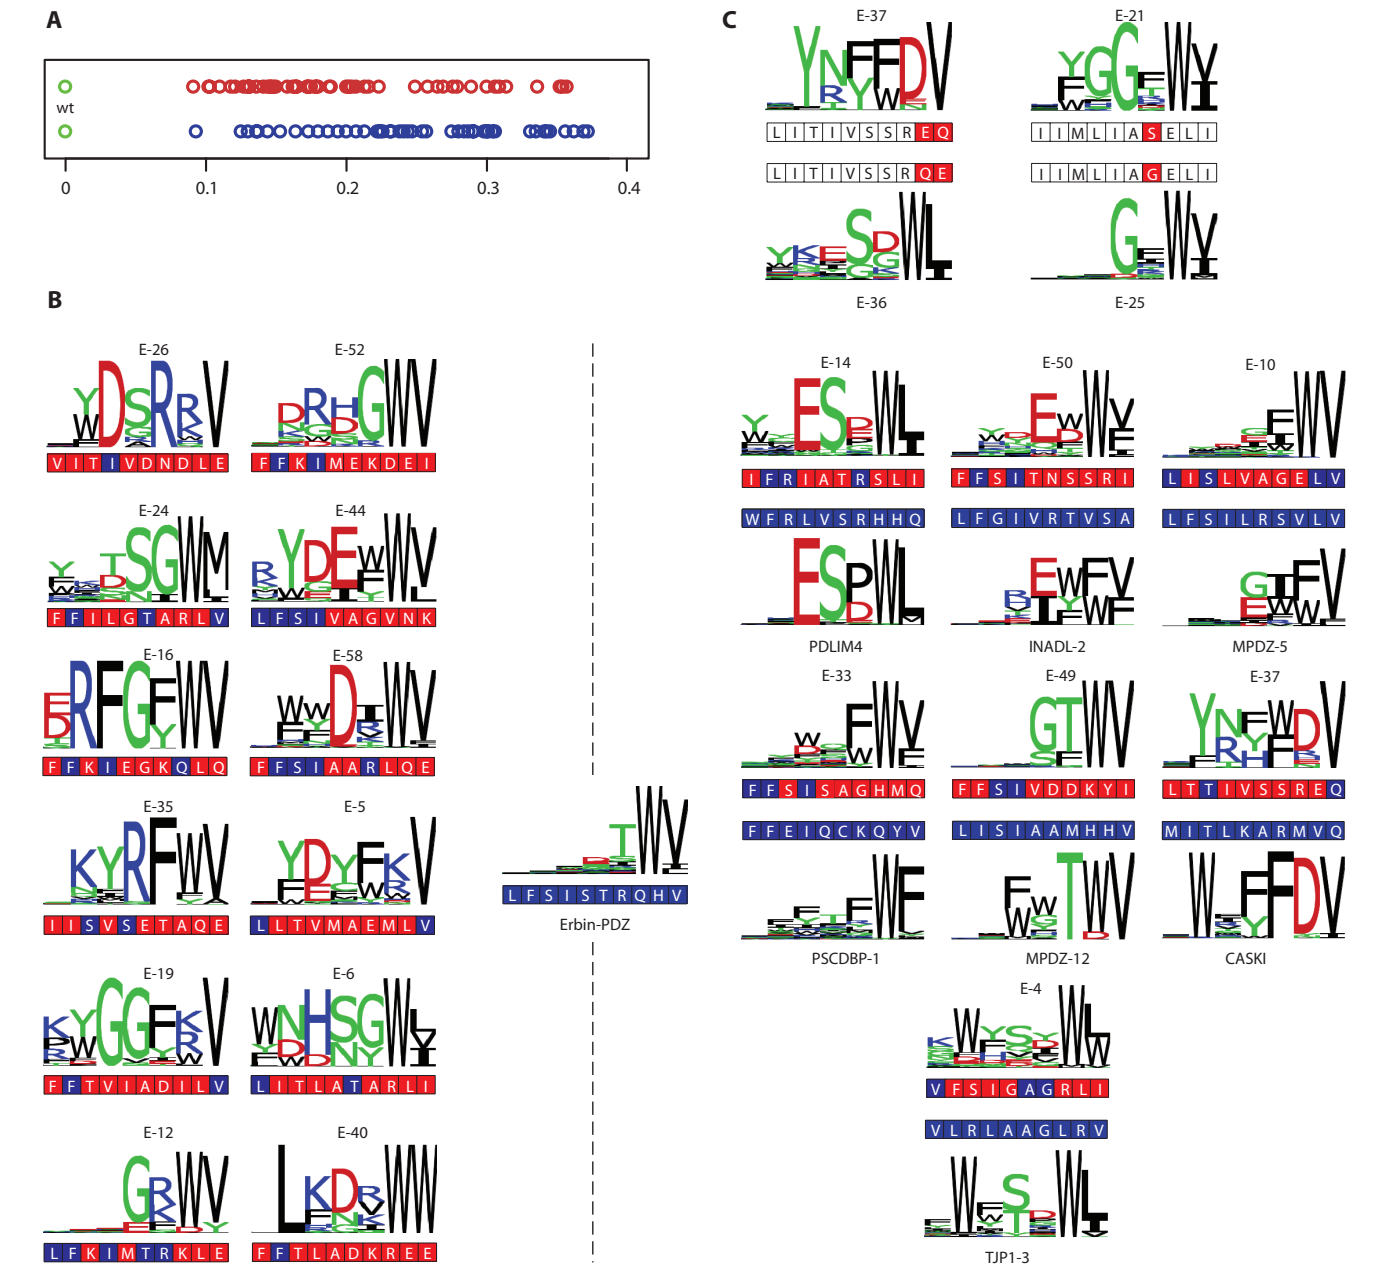 A
wt
0 0.1 0.2 0.3 0.4
B
E-26
VITIVDNDLE
E-52
FFKIMEKDEI
E-24
FFILGTARLV
E-44
LFSIVAGVNK
E-16
FFKIEGKQLQ
E-58
FFSIAARLQE
E-35
IISVSETAQE
E-5
LLTVMAEMLV
E-19
FFTVIADILV
E-6
LITLATARLI
E-12
LFKIMTRKLE
E-40
FFTLADKREE
LFSISTRQHV
Erbin-PDZ
C
E-37
LITIVSSREQ
LITIVSSRQE
E-36
E-21
IIMLIASELI
IIMLIAGELI
E-25
E-14
IFRIATRSLI
WFRLVSRHHQ
PDLIM4
E-50
FFSITNSSRI
LFGIVRTVSA
INADL-2
E-10
LISLVAGELV
LFSILRSVLV
MPDZ-5
E-33
FFSISAGHMQ
FFEIQCKQYV
PSCDBP-1
E-49
FFSIVDDKYI
LISIAAMHHV
MPDZ-12
E-37
LTTIVSSREQ
MITLKARMVQ
CASKI
E-4
VFSIGAGRLI
VLRLAAGLRV
TJP1-3